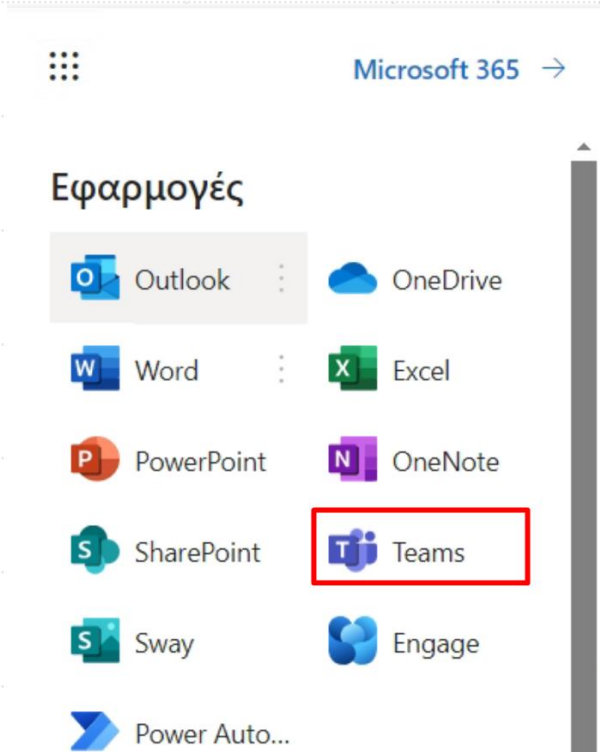 Microsoft 365 →
Εφαρμογές
Outlook
OneDrive
Word
Excel
PowerPoint
OneNote
SharePoint
Teams
Sway
Engage
Power Auto...